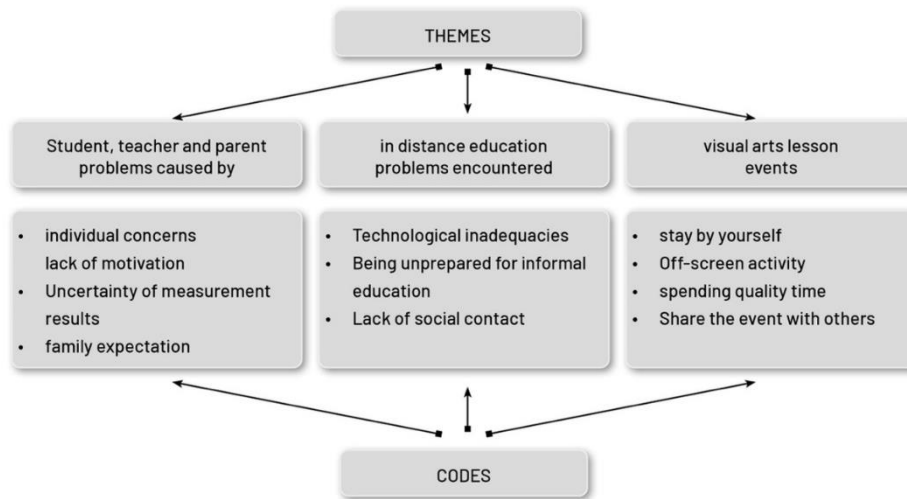 THEMES
Student, teacher and parent
problems caused by
in distance education
problems encountered
visual arts lesson
events
• individual concerns
lack of motivation
• Uncertainty of measurement
results
• family expectation
• Technological inadequacies
• Being unprepared for informal
education
• Lack of social contact
• stay by yourself
• Off-screen activity
• spending quality time
• Share the event with others
CODES